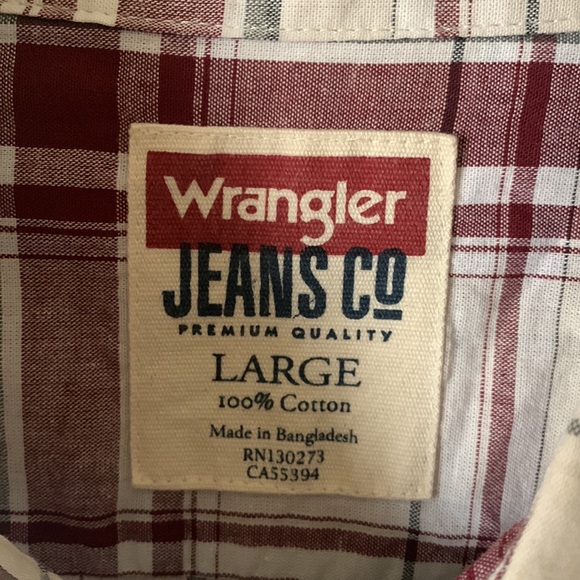 Wrangler
JEANS CO
PREMIUM QUALITY
LARGE
100% Cotton
Made in Bangladesh
RN130273
CA55394